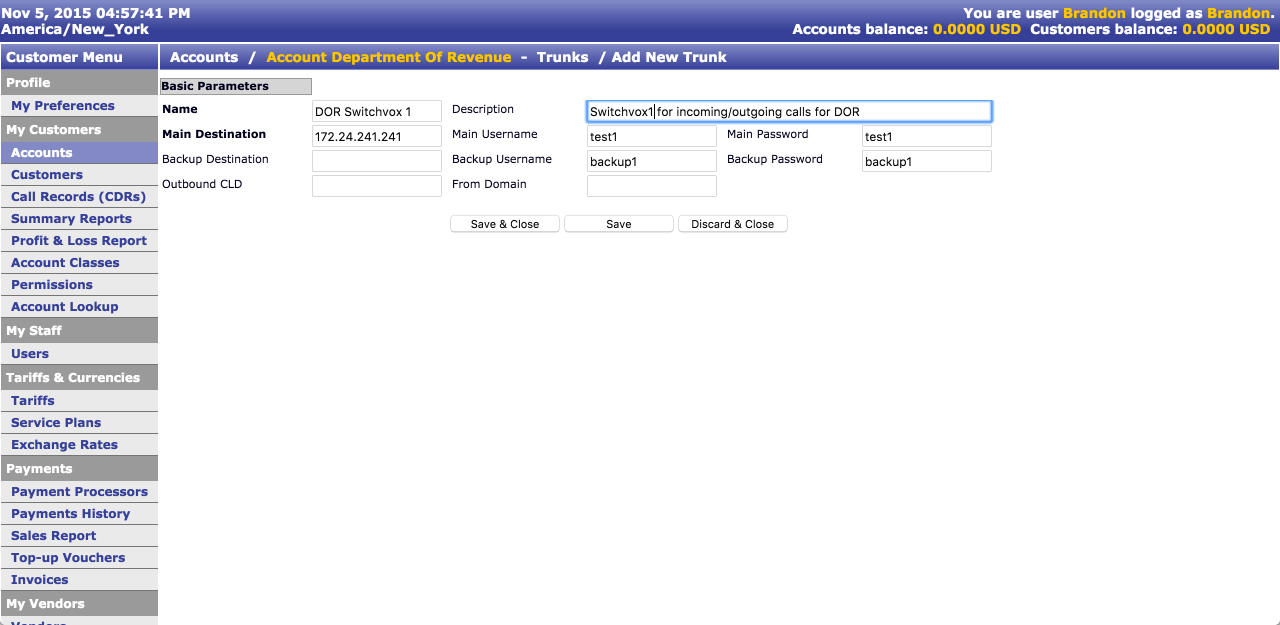 Nov 5, 2015 04:57:41 PM
America/New_York
You are user Brandon logged as Brandon.
Accounts balance: 0.0000 USD Customers balance: 0.0000 USD
Customer Menu
Profile
My Preferences
My Customers
Accounts
Customers
Call Records (CDRs)
Summary Reports
Profit & Loss Report
Account Classes
Permissions
Account Lookup
My Staff
Users
Tariffs & Currencies
Tariffs
Service Plans
Exchange Rates
Payments
Payment Processors
Payments History
Sales Report
Top-up Vouchers
Invoices
My Vendors
Accounts / Account Department Of Revenue - Trunks / Add New Trunk
Basic Parameters
Name DOR Switchvox 1 Description Switchvox1 for incoming/outgoing calls for DOR
Main Destination 172.24.241.241 Main Username test1 Main Password test1
Backup Destination Backup Username backup1 Backup Password backup1
Outbound CLD From Domain
Save & Close Save Discard & Close